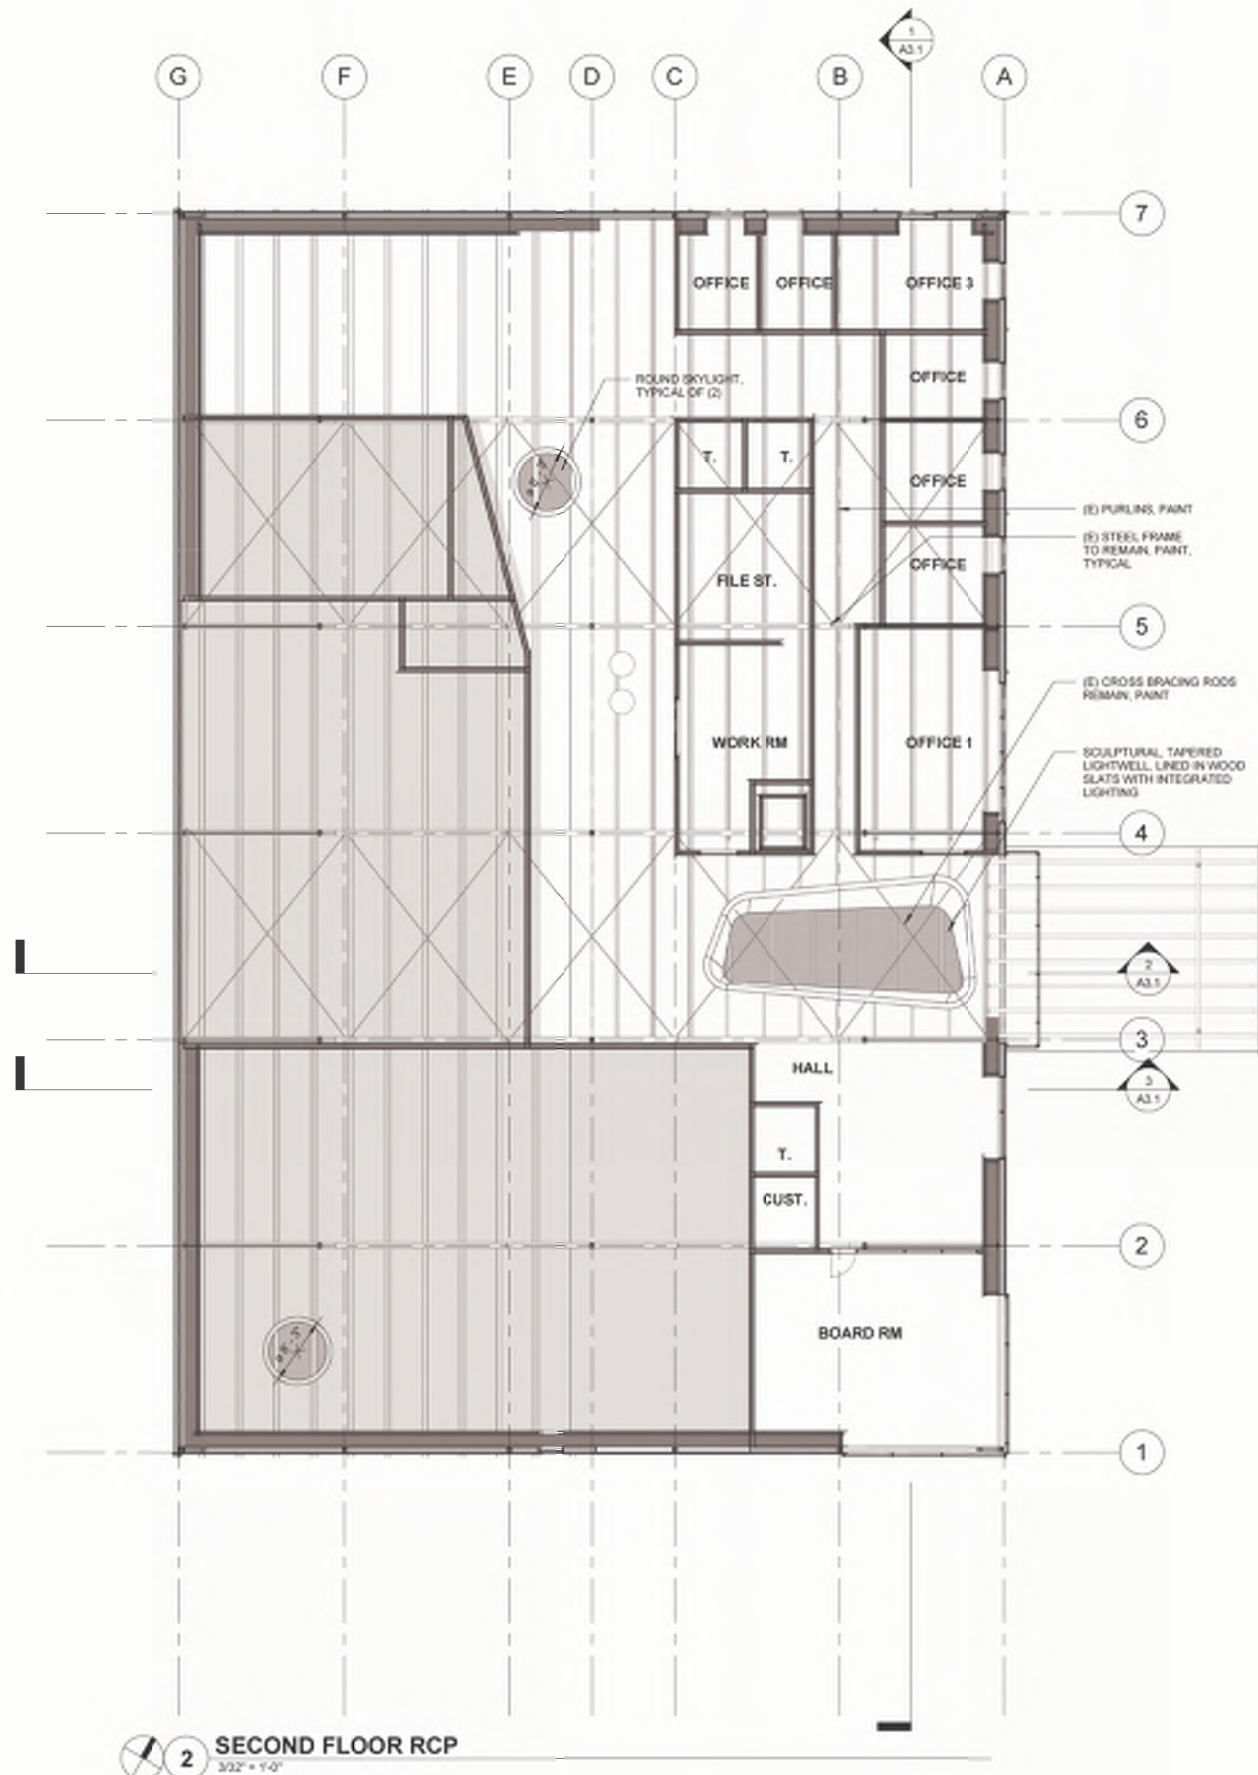 1
A3.1
G F E D C B A
7
OFFICE OFFICE OFFICE 3
ROUND SKYLIGHT,
TYPICAL OF (2)
OFFICE
6
T. T.
OFFICE
(E) PURLINS, PAINT
(E) STEEL FRAME
TO REMAIN, PAINT,
TYPICAL
OFFICE
FILE ST.
5
(E) CROSS BRACING RODS
REMAIN, PAINT
WORK RM
OFFICE 1
SCULPTURAL, TAPERED
LIGHTWELL, LINED IN WOOD
SLATS WITH INTEGRATED
LIGHTING
4
2
A3.1
3
HALL
3
A3.1
T.
CUST.
2
BOARD RM
1
2
SECOND FLOOR RCP
3/32" = 1'-0"